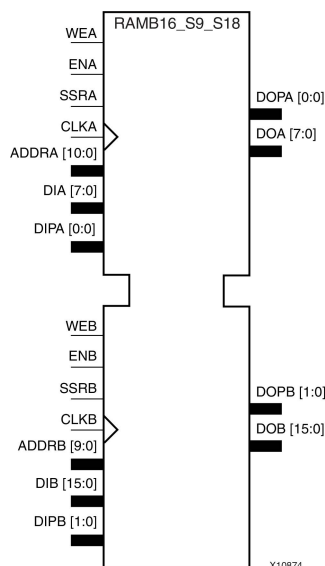 RAMB16_S9_S18
WEA
ENA
SSRA
CLKA
ADDRA [10:0]
DIA [7:0]
DIPA [0:0]
DOPA [0:0]
DOA [7:0]
WEB
ENB
SSRB
CLKB
ADDRB [9:0]
DIB [15:0]
DIPB [1:0]
DOPB [1:0]
DOB [15:0]
X10874